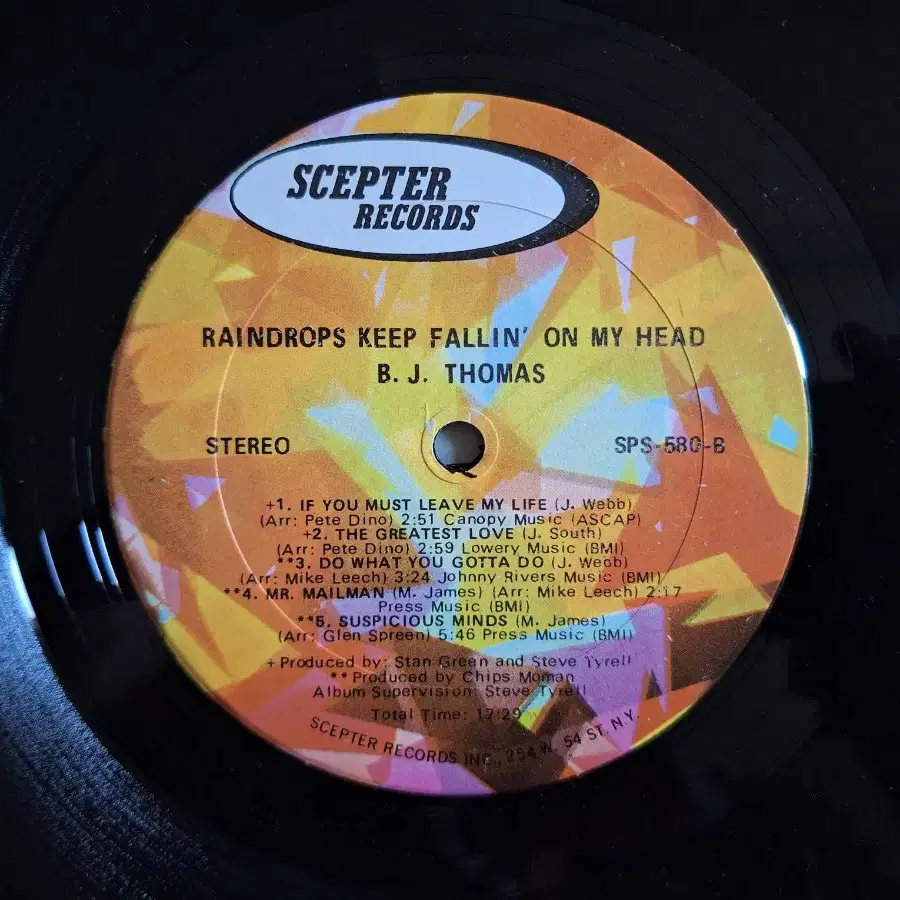 SCEPTER
RECORDS
RAINDROPS KEEP FALLIN' ON MY HEAD
B. J. THOMAS
STEREO
SPS-580-B
+1. IF YOU MUST LEAVE MY LIFE (J. Webb)
(Arr: Pete Dino) 2:51 Canopy Music (ASCAP)
+2. THE GREATEST LOVE (J. South)
(Arr: Pete Dino) 2:59 Lowery Music (BMI)
**3. DO WHAT YOU GOTTA DO (J. Webb)
(Arr: Mike Leech) 3:24 Johnny Rivers Music (BMI)
**4. MR. MAILMAN (M. James) (Arr: Mike Leech) 2:17
Press Music (BMI)
**5. SUSPICIOUS MINDS (M. James)
(Arr: Glen Spreen) 5:46 Press Music (BMI)
+ Produced by: Stan Green and Steve Tyrell
** Produced by Chips Moman
Album Supervision: Steve Tyrell
Total Time: 17:29
SCEPTER RECORDS INC., 254 W. 54 ST. N.Y.